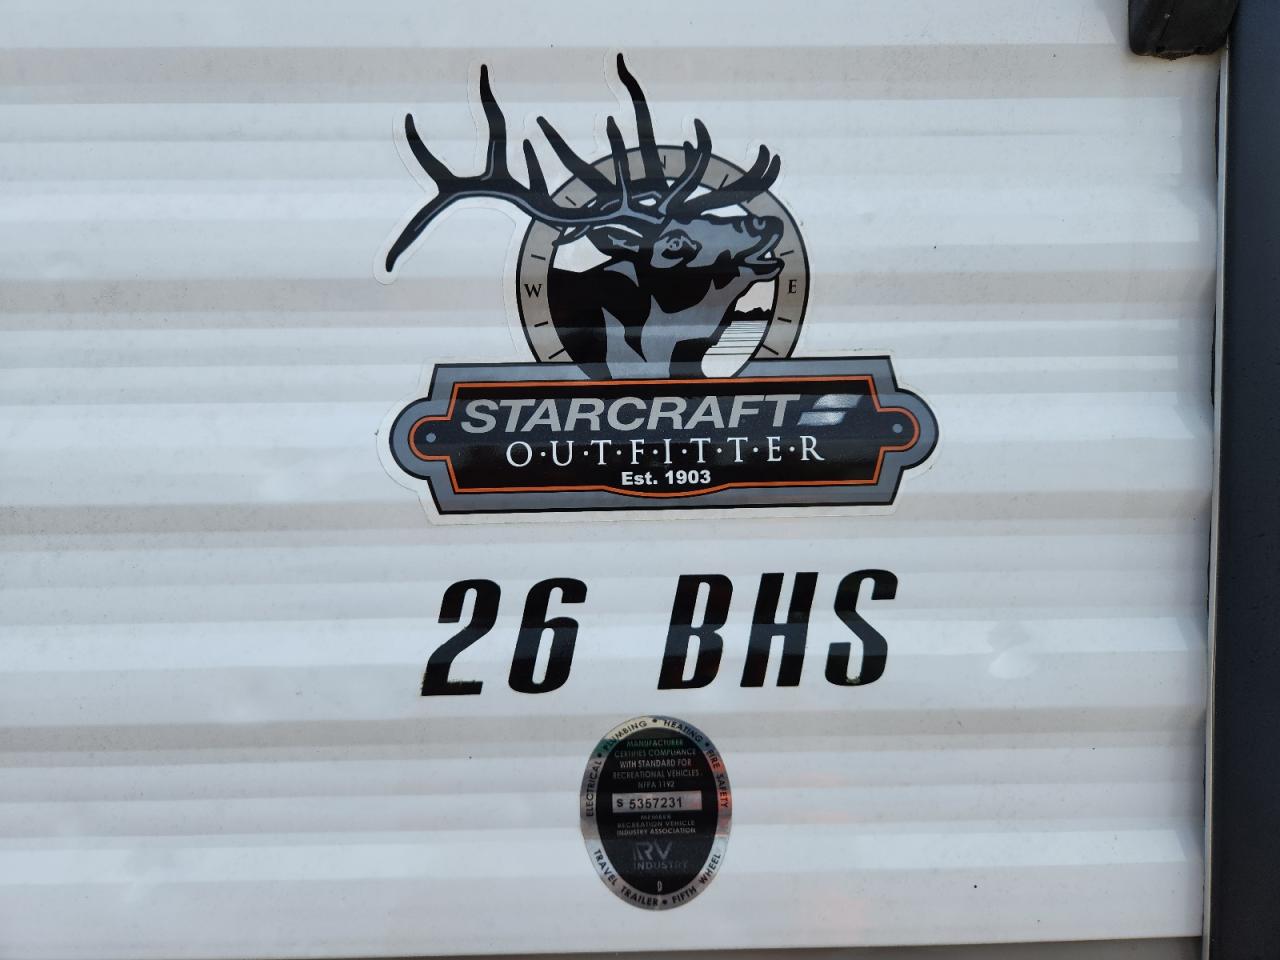 N
W
E
STARCRAFT
O·U·T·F·I·T·T·E·R
Est. 1903
26 BHS
ELECTRICAL • PLUMBING • HEATING • FIRE SAFETY
MANUFACTURER
CERTIFIES COMPLIANCE
WITH STANDARD FOR
RECREATIONAL VEHICLES
NFPA 1192
S 5357231
MEMBER
RECREATION VEHICLE
INDUSTRY ASSOCIATION
RV
INDUSTRY
D
TRAVEL TRAILER • FIFTH WHEEL